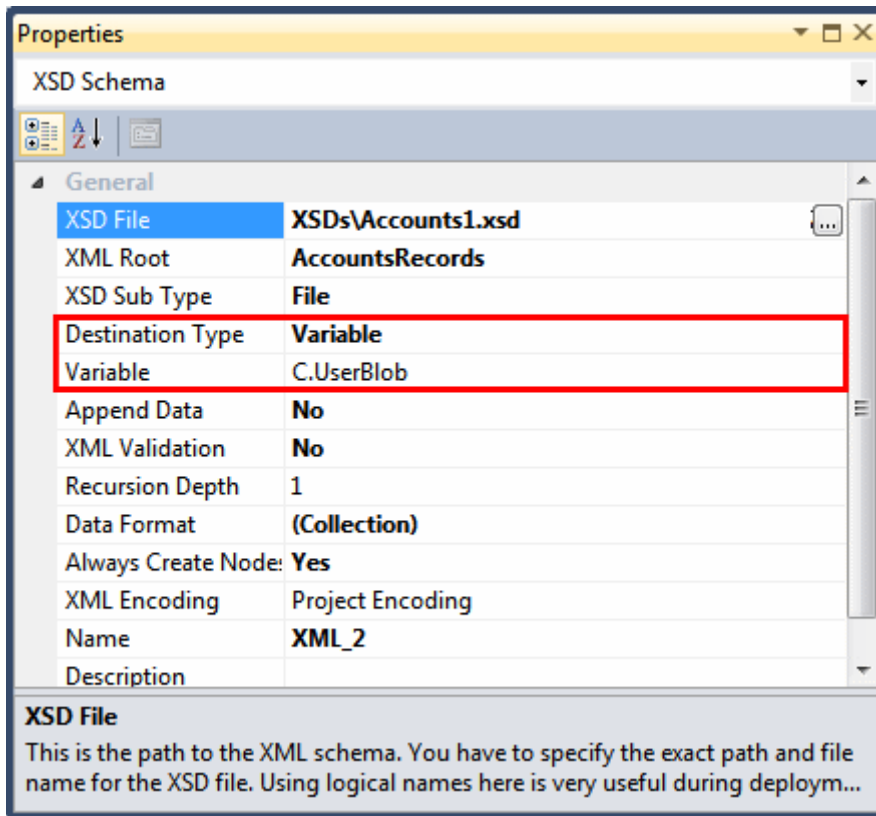 Properties
XSD Schema
General
XSD File XSDs\Accounts1.xsd ...
XML Root AccountsRecords
XSD Sub Type File
Destination Type Variable
Variable C.UserBlob
Append Data No
XML Validation No
Recursion Depth 1
Data Format (Collection)
Always Create Nodes Yes
XML Encoding Project Encoding
Name XML_2
Description
XSD File
This is the path to the XML schema. You have to specify the exact path and file
name for the XSD file. Using logical names here is very useful during deploym...